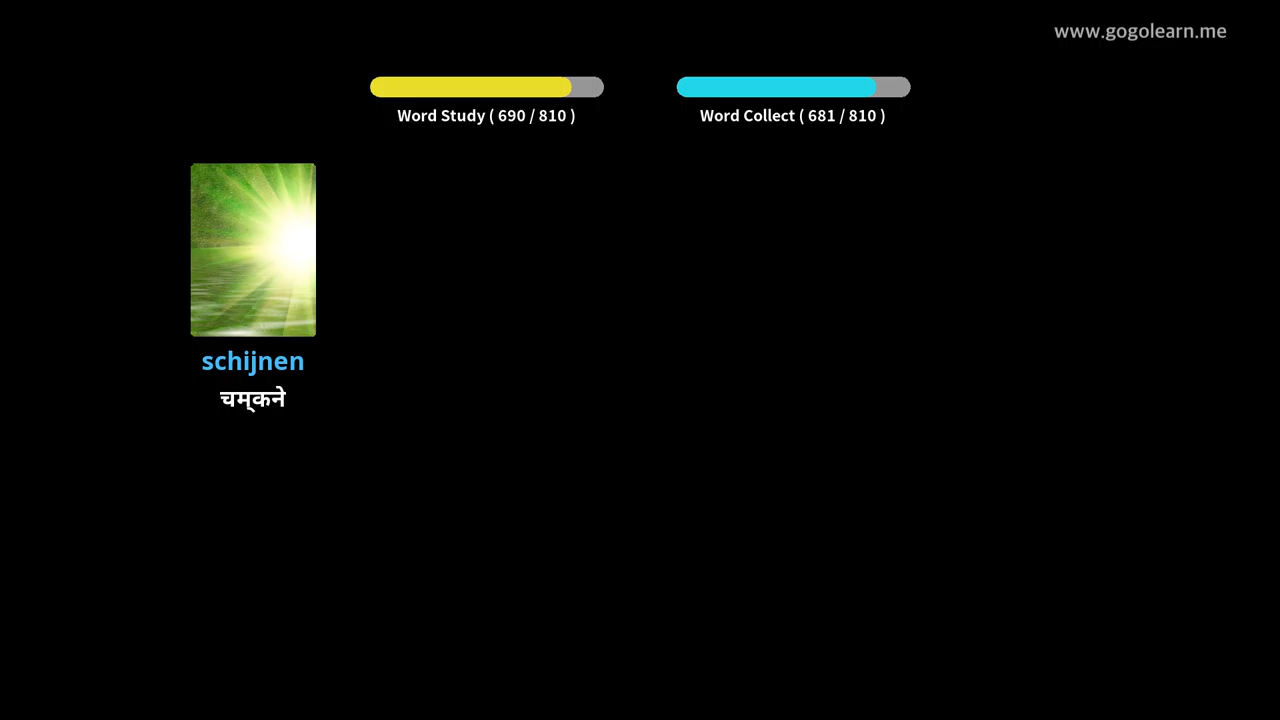 www.gogolearn.me
Word Study ( 690 / 810 )
Word Collect ( 681 / 810 )
schijnen
चम्कने